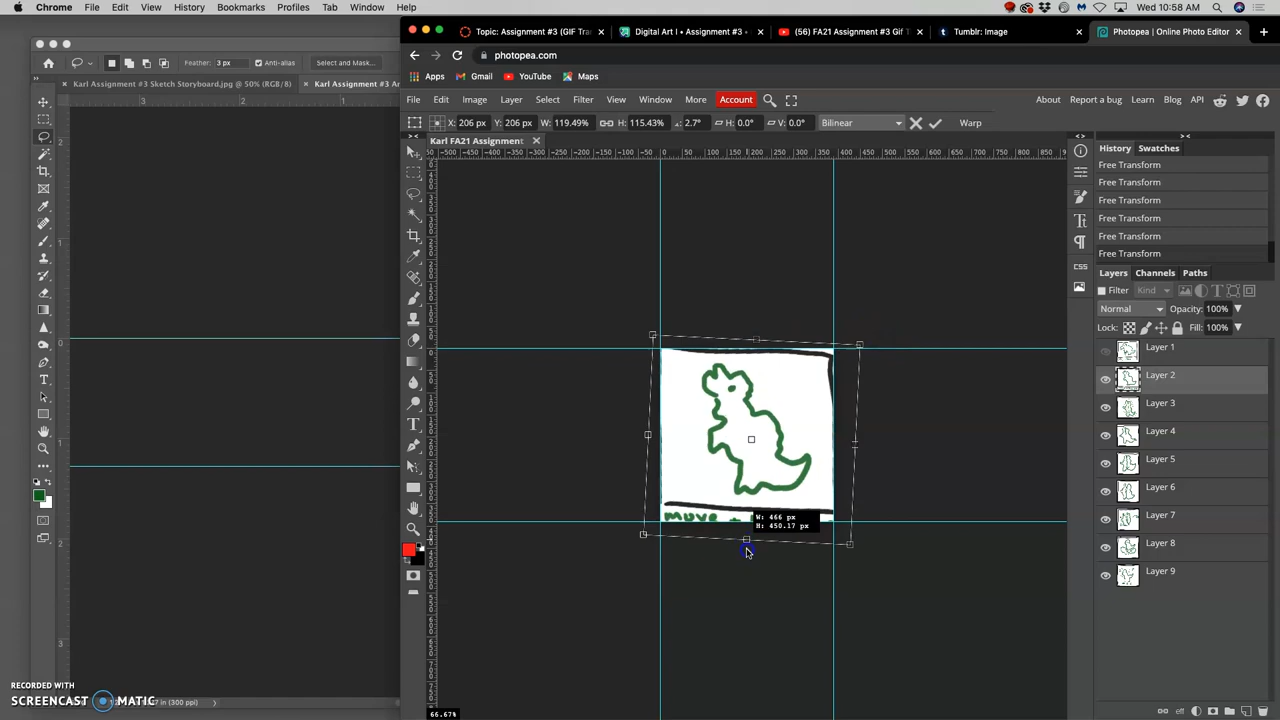 Chrome File Edit View History Bookmarks Profiles Tab Window Help Wed 10:58 AM
Topic: Assignment #3 (GIF Tra Digital Art I • Assignment #3 • (56) FA21 Assignment #3 Gif T Tumblr: Image Photopea | Online Photo Editor
photopea.com
Apps Gmail YouTube Maps
Feather: 3 px Anti-alias Select and Mask...
Karl Assignment #3 Sketch Storyboard.jpg @ 50% (RGB/8) Karl Assignment #3 Ar
File Edit Image Layer Select Filter View Window More Account About Report a bug Learn Blog API
X: 206 px Y: 206 px W: 119.49% H: 115.43% 2.7° H: 0.0° V: 0.0° Bilinear Warp
Karl FA21 Assignment
History Swatches
Free Transform
Free Transform
Free Transform
Free Transform
Free Transform
Free Transform
Layers Channels Paths
Filter Kind
Normal Opacity: 100%
Lock: Fill: 100%
Layer 1
Layer 2
Layer 3
Layer 4
Layer 5
Layer 6
Layer 7
Layer 8
Layer 9
CSS
move
W: 466 px
H: 450.17 px
RECORDED WITH
SCREENCAST MATIC
(300 ppi)
66.67%